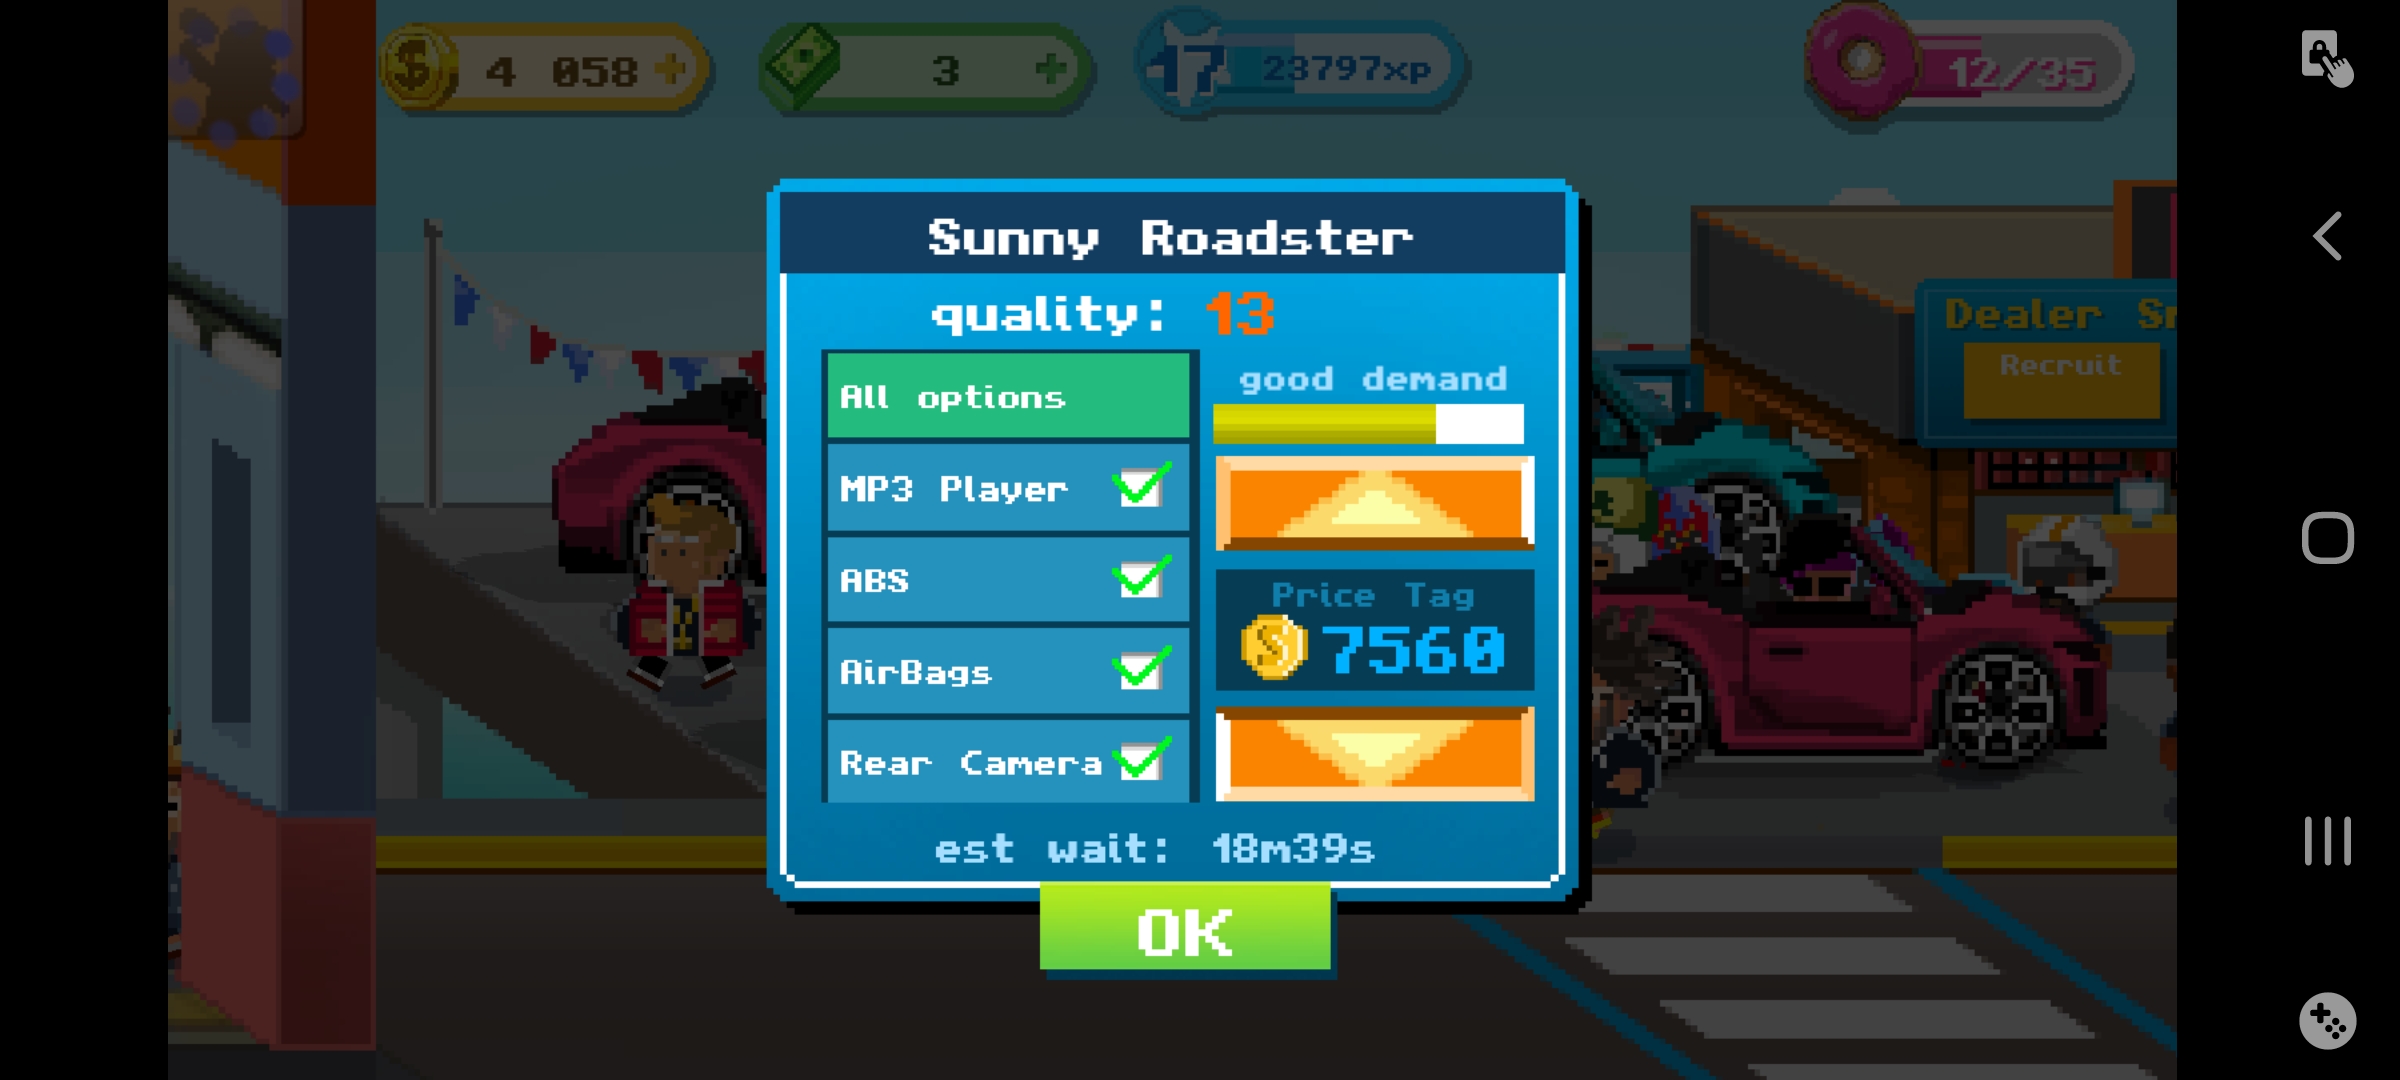 4 058
3
17
23797xp
12/35
Sunny Roadster
quality: 13
All options
MP3 Player
ABS
AirBags
Rear Camera
good demand
Price Tag
7560
est wait: 18m39s
OK
Dealer
Recruit